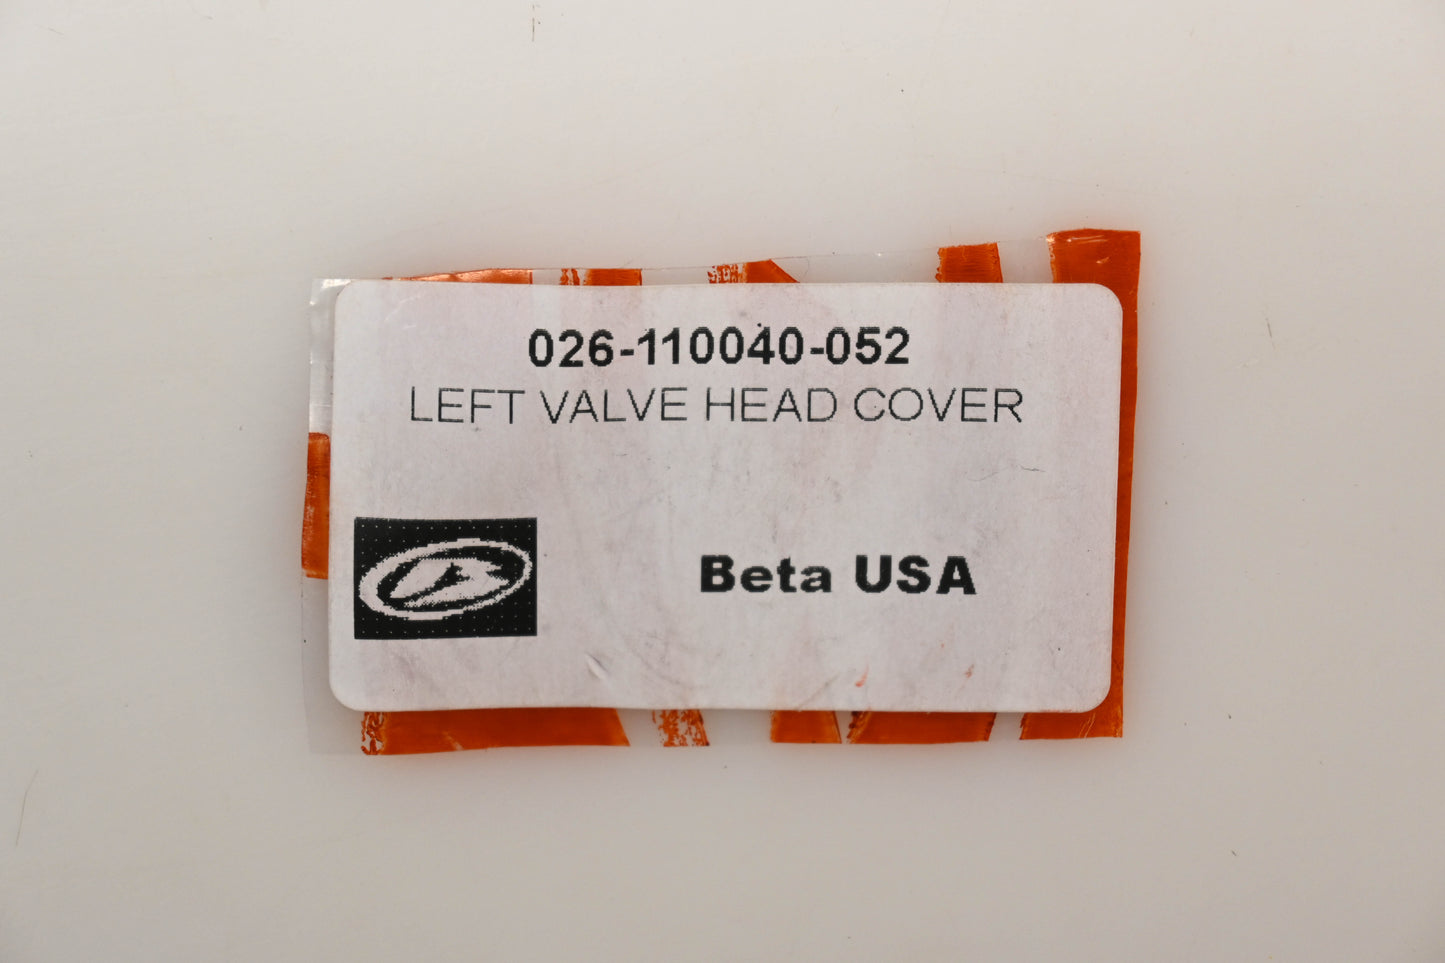 026-110040-052
LEFT VALVE HEAD COVER
Beta USA